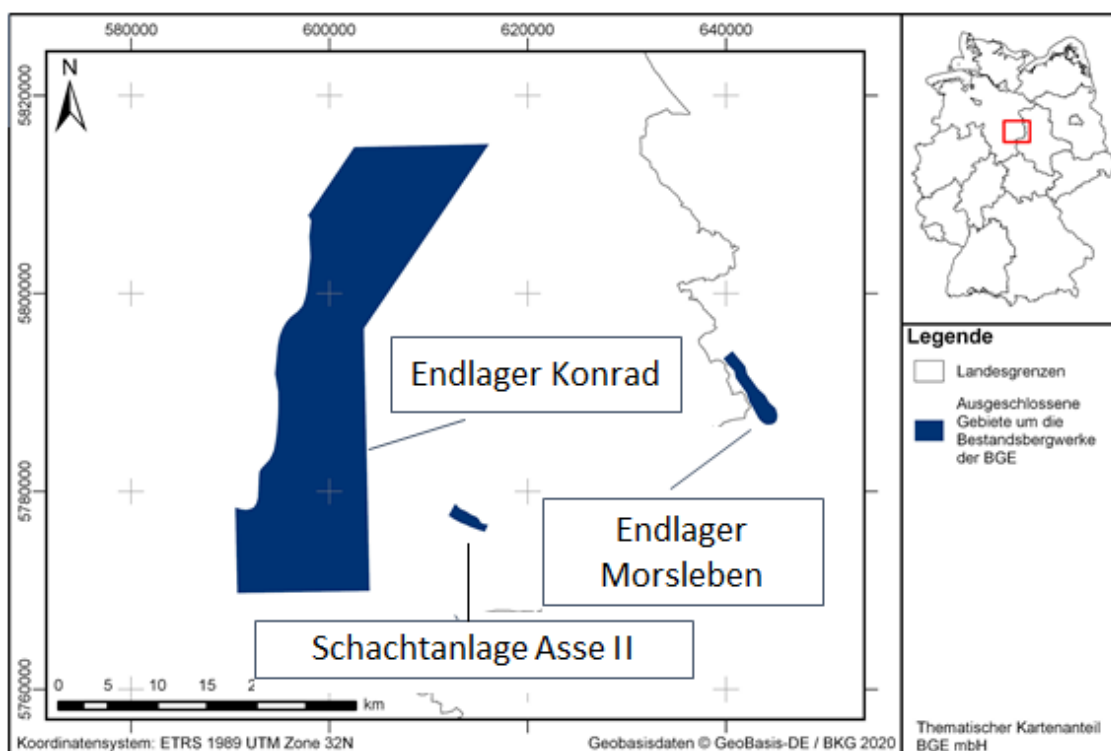 580000
600000
620000
640000
N
5820000
5800000
5780000
5760000
Endlager Konrad
Endlager
Morsleben
Schachtanlage Asse II
0 5 10 15 2
km
Koordinatensystem: ETRS 1989 UTM Zone 32N
Geobasisdaten © GeoBasis-DE / BKG 2020
Legende
Landesgrenzen
Ausgeschlossene
Gebiete um die
Bestandsbergwerke
der BGE
Thematischer Kartenanteil
BGE mbH